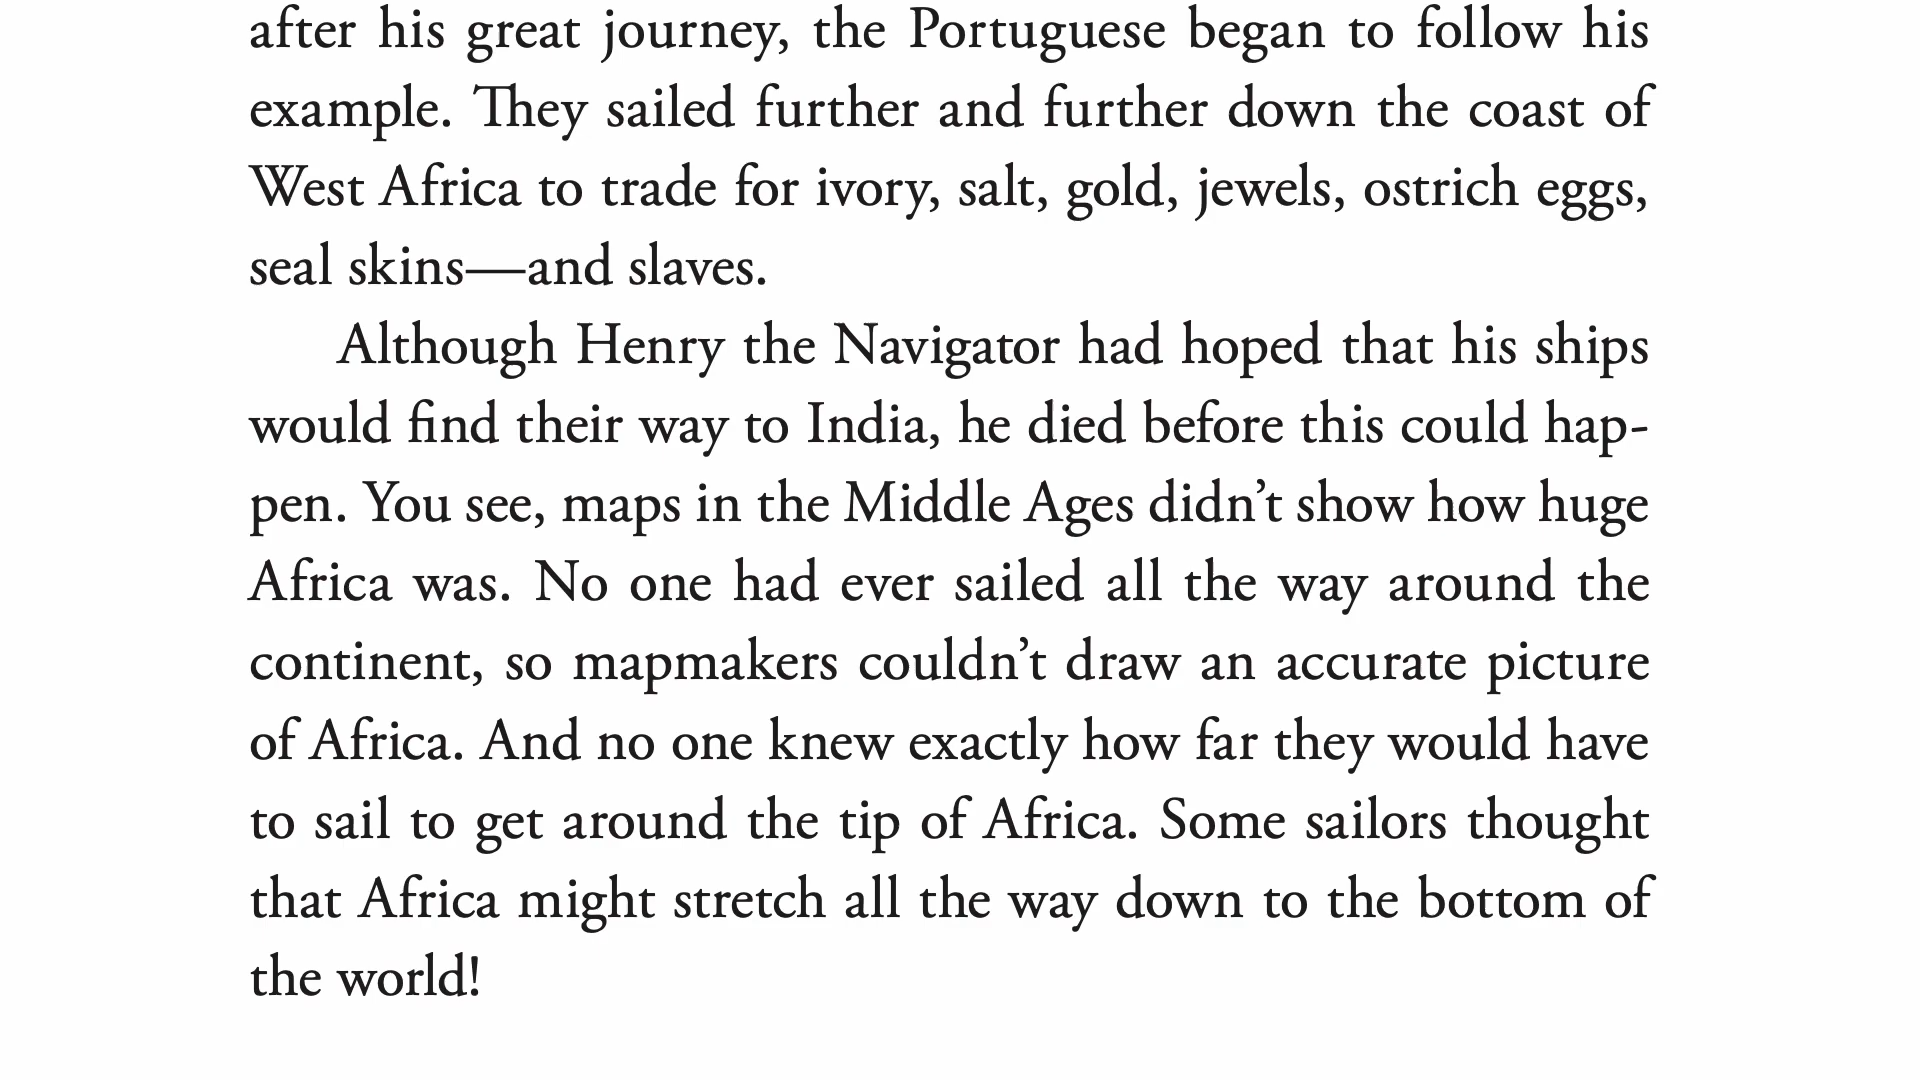 after his great journey, the Portuguese began to follow his
example. They sailed further and further down the coast of
West Africa to trade for ivory, salt, gold, jewels, ostrich eggs,
seal skins—and slaves.
Although Henry the Navigator had hoped that his ships
would find their way to India, he died before this could hap-
pen. You see, maps in the Middle Ages didn’t show how huge
Africa was. No one had ever sailed all the way around the
continent, so mapmakers couldn’t draw an accurate picture
of Africa. And no one knew exactly how far they would have
to sail to get around the tip of Africa. Some sailors thought
that Africa might stretch all the way down to the bottom of
the world!